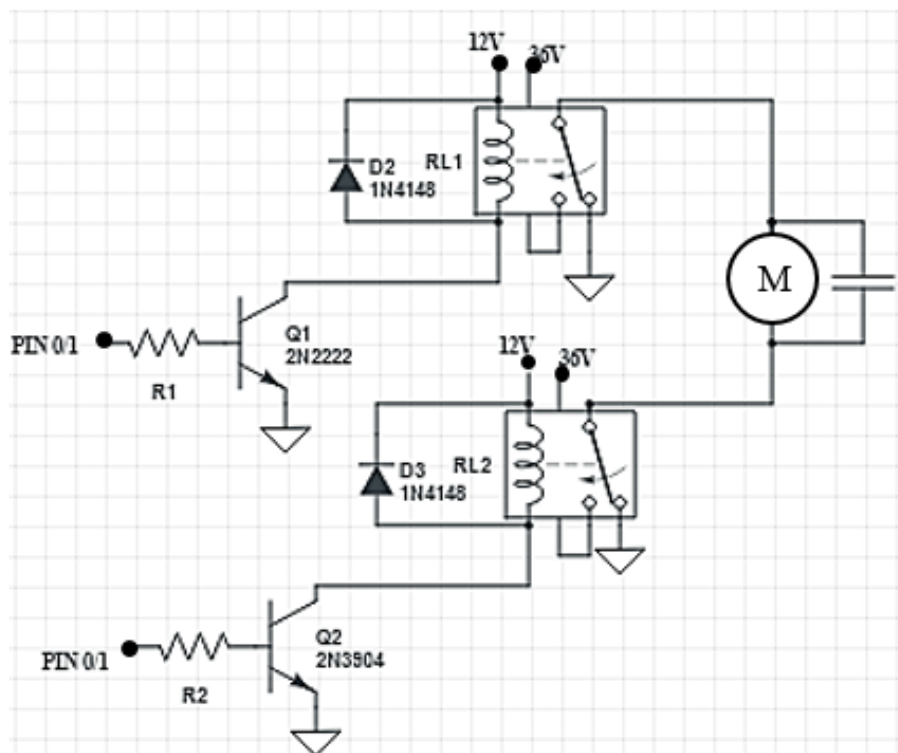 12V
36V
D2
1N4148
RL1
M
Q1
2N2222
PIN 0/1
R1
12V
36V
D3
1N4148
RL2
Q2
2N3904
PIN 0/1
R2